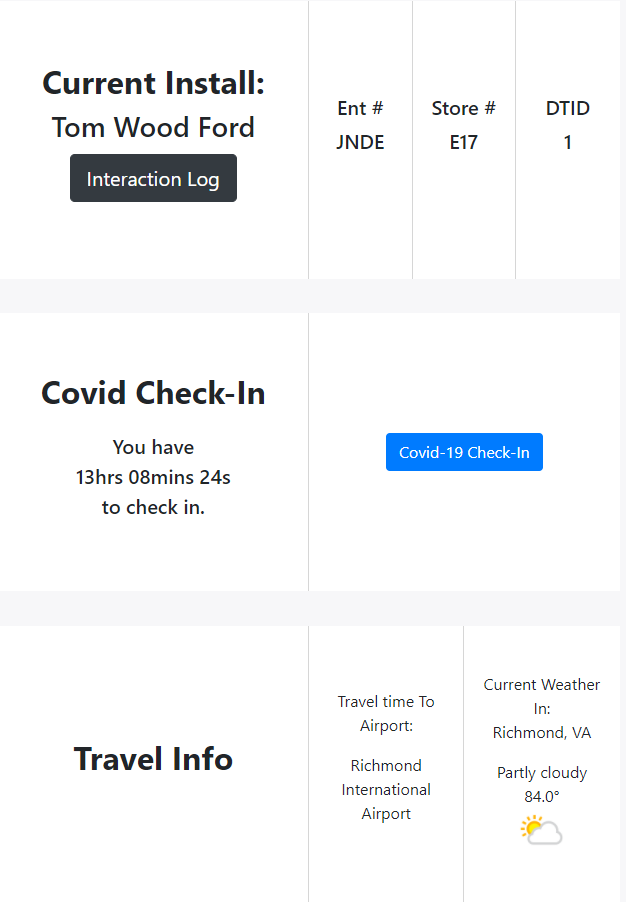 Current Install:
Tom Wood Ford
Interaction Log
Ent #
JNDE
Store #
E17
DTID
1
Covid Check-In
You have
13hrs 08mins 24s
to check in.
Covid-19 Check-In
Travel Info
Travel time To
Airport:
Richmond
International
Airport
Current Weather
In:
Richmond, VA
Partly cloudy
84.0°